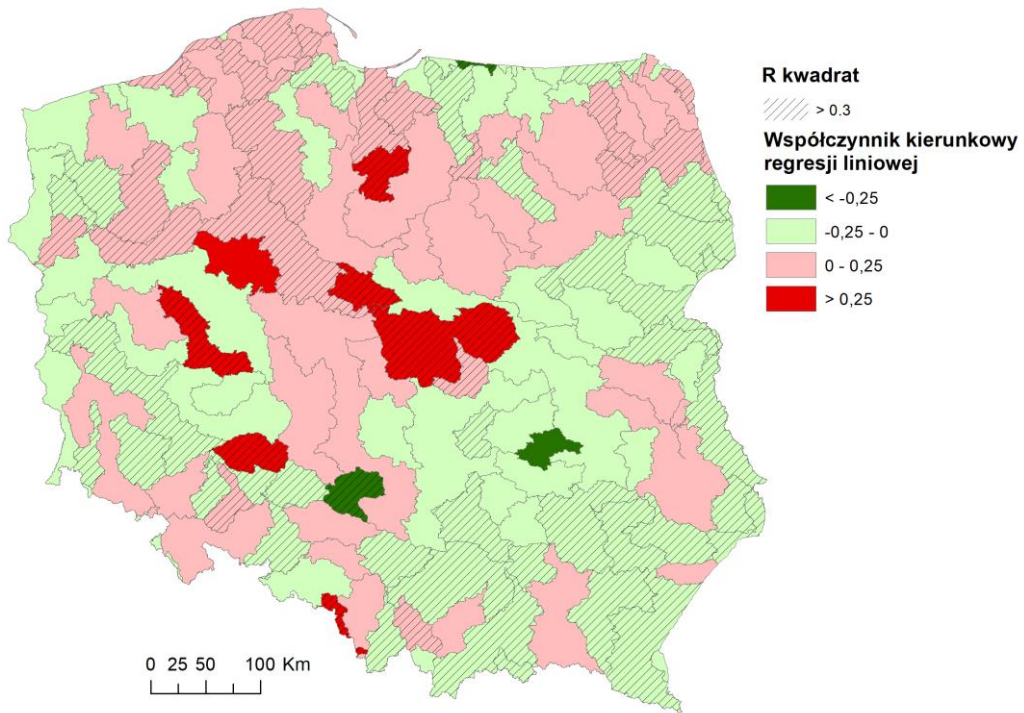 R kwadrat
> 0.3
Współczynnik kierunkowy
regresji liniowej
< -0,25
-0,25 - 0
0 - 0,25
> 0,25
0 25 50 100 Km